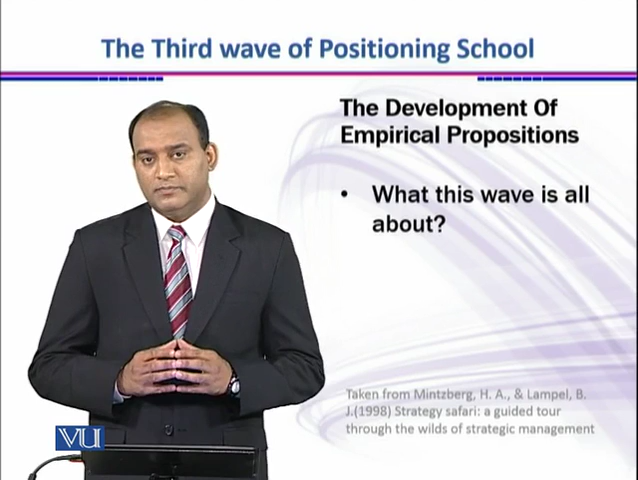 The Third wave of Positioning School
The Development Of
Empirical Propositions
• What this wave is all
about?
Taken from Mintzberg, H. A., & Lampel, B.
J.(1998) Strategy safari: a guided tour
through the wilds of strategic management
VU